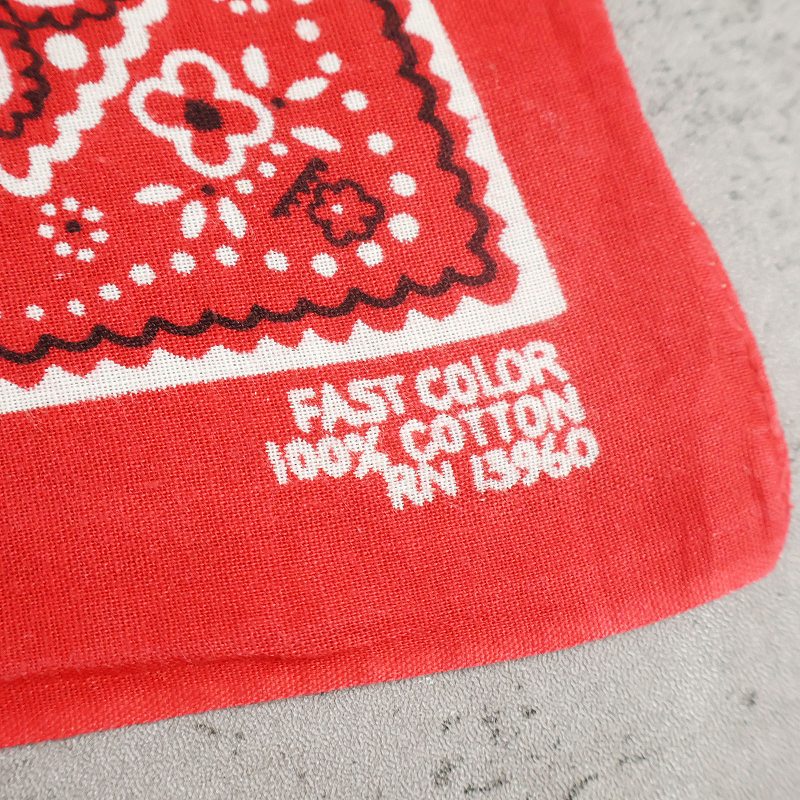 FAST COLOR
100% COTTON
RN 13960